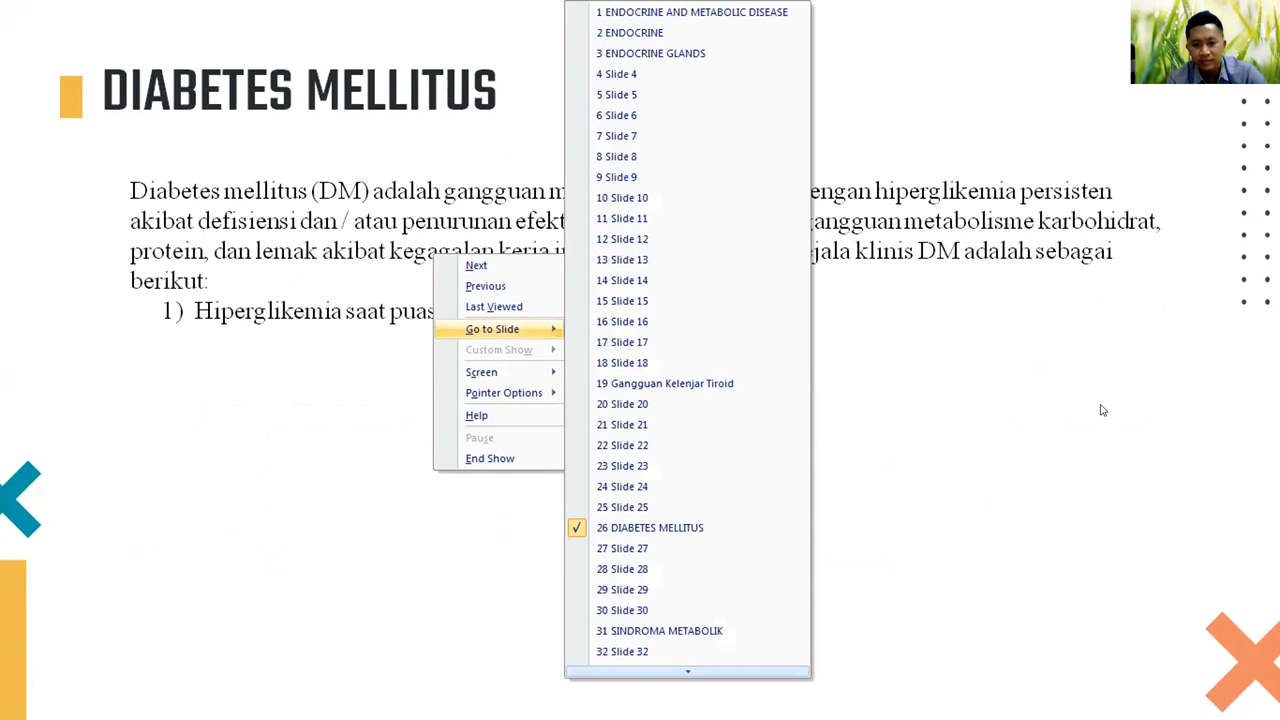 DIABETES MELLITUS
Diabetes mellitus (DM) adalah gangguan m engan hiperglikemia persisten
akibat defisiensi dan / atau penurunan efekt gangguan metabolisme karbohidrat,
protein, dan lemak akibat kegagalan kerja i jala klinis DM adalah sebagai
berikut:
1) Hiperglikemia saat puas
Next
Previous
Last Viewed
Go to Slide
Custom Show
Screen
Pointer Options
Help
Pause
End Show
1 ENDOCRINE AND METABOLIC DISEASE
2 ENDOCRINE
3 ENDOCRINE GLANDS
4 Slide 4
5 Slide 5
6 Slide 6
7 Slide 7
8 Slide 8
9 Slide 9
10 Slide 10
11 Slide 11
12 Slide 12
13 Slide 13
14 Slide 14
15 Slide 15
16 Slide 16
17 Slide 17
18 Slide 18
19 Gangguan Kelenjar Tiroid
20 Slide 20
21 Slide 21
22 Slide 22
23 Slide 23
24 Slide 24
25 Slide 25
26 DIABETES MELLITUS
27 Slide 27
28 Slide 28
29 Slide 29
30 Slide 30
31 SINDROMA METABOLIK
32 Slide 32